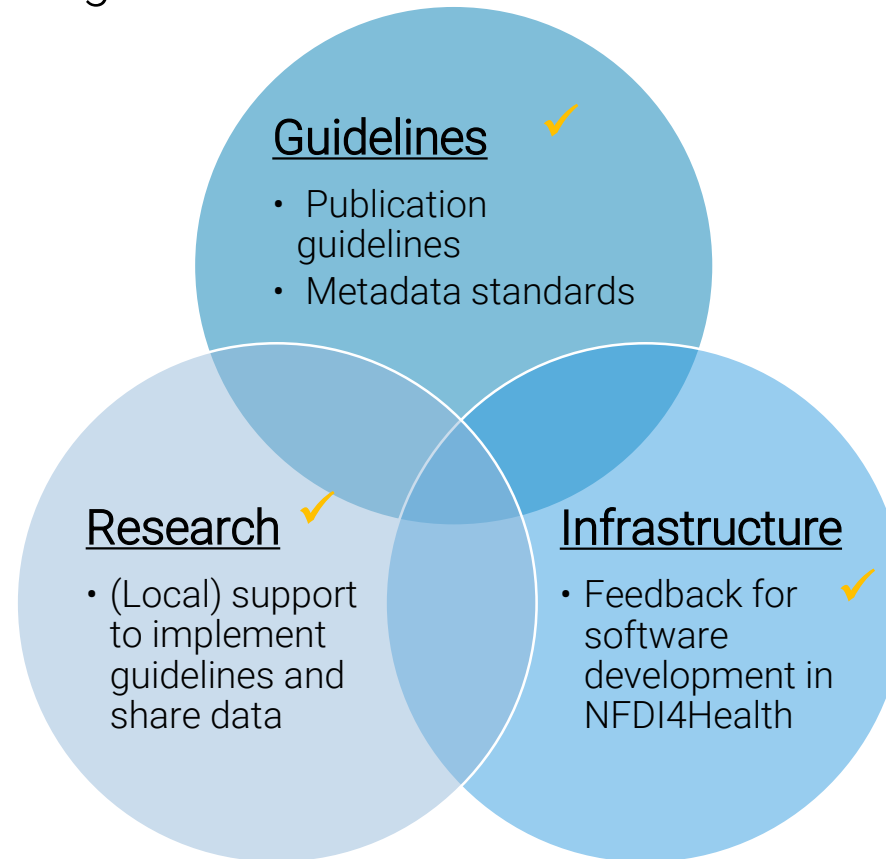 Guidelines
• Publication
guidelines
• Metadata standards
Research
• (Local) support
to implement
guidelines and
share data
Infrastructure
• Feedback for
software
development in
NFDI4Health